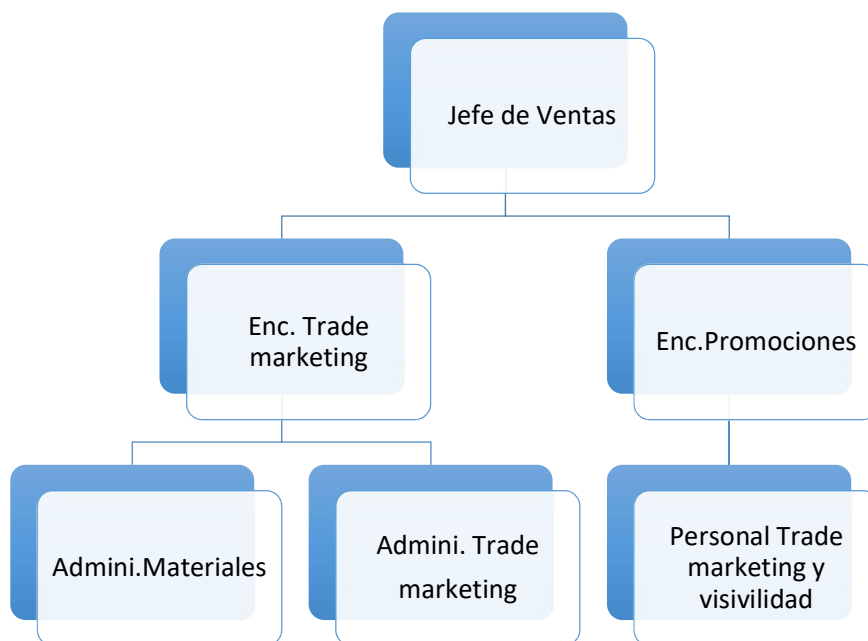 Jefe de Ventas
Enc. Trade
marketing
Enc.Promociones
Admini.Materiales
Admini. Trade
marketing
Personal Trade
marketing y
visivilidad